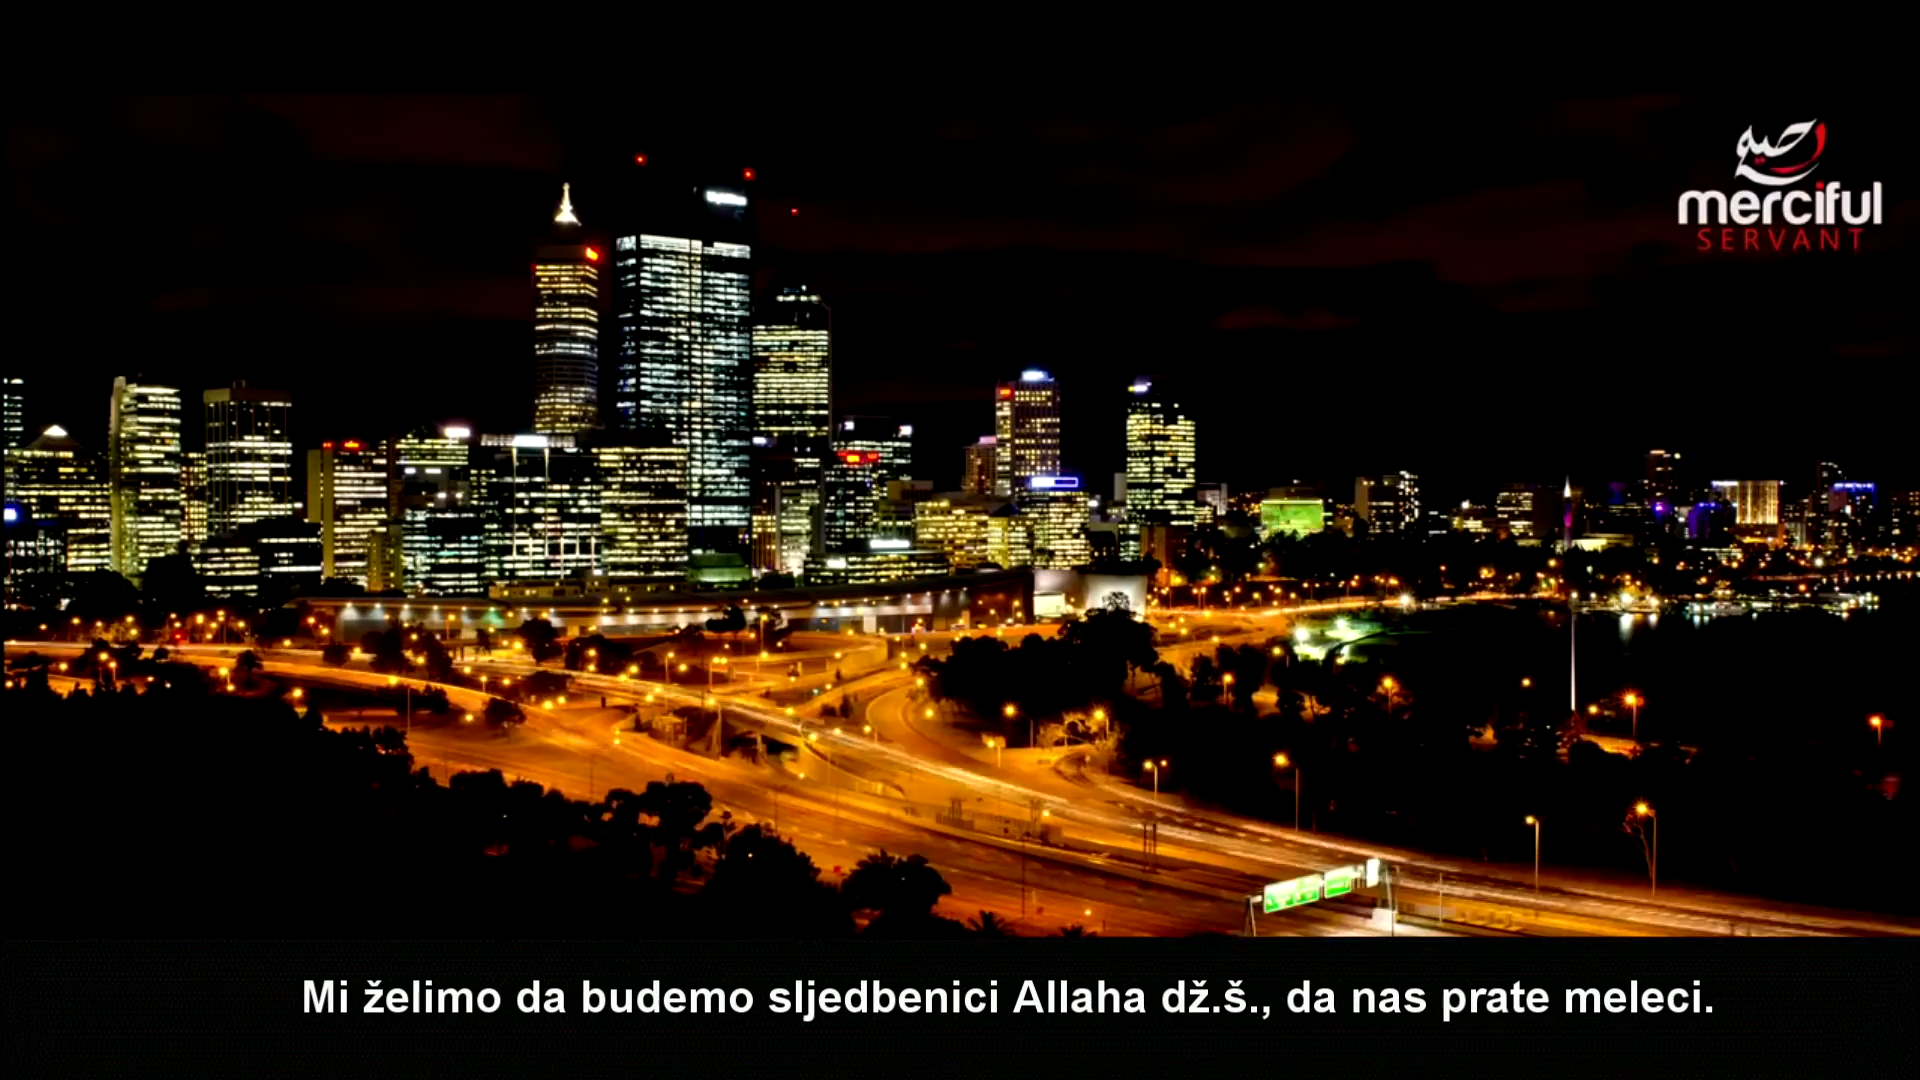 merciful
SERVANT
Mi želimo da budemo sljedbenici Allaha dž.š., da nas prate meleci.